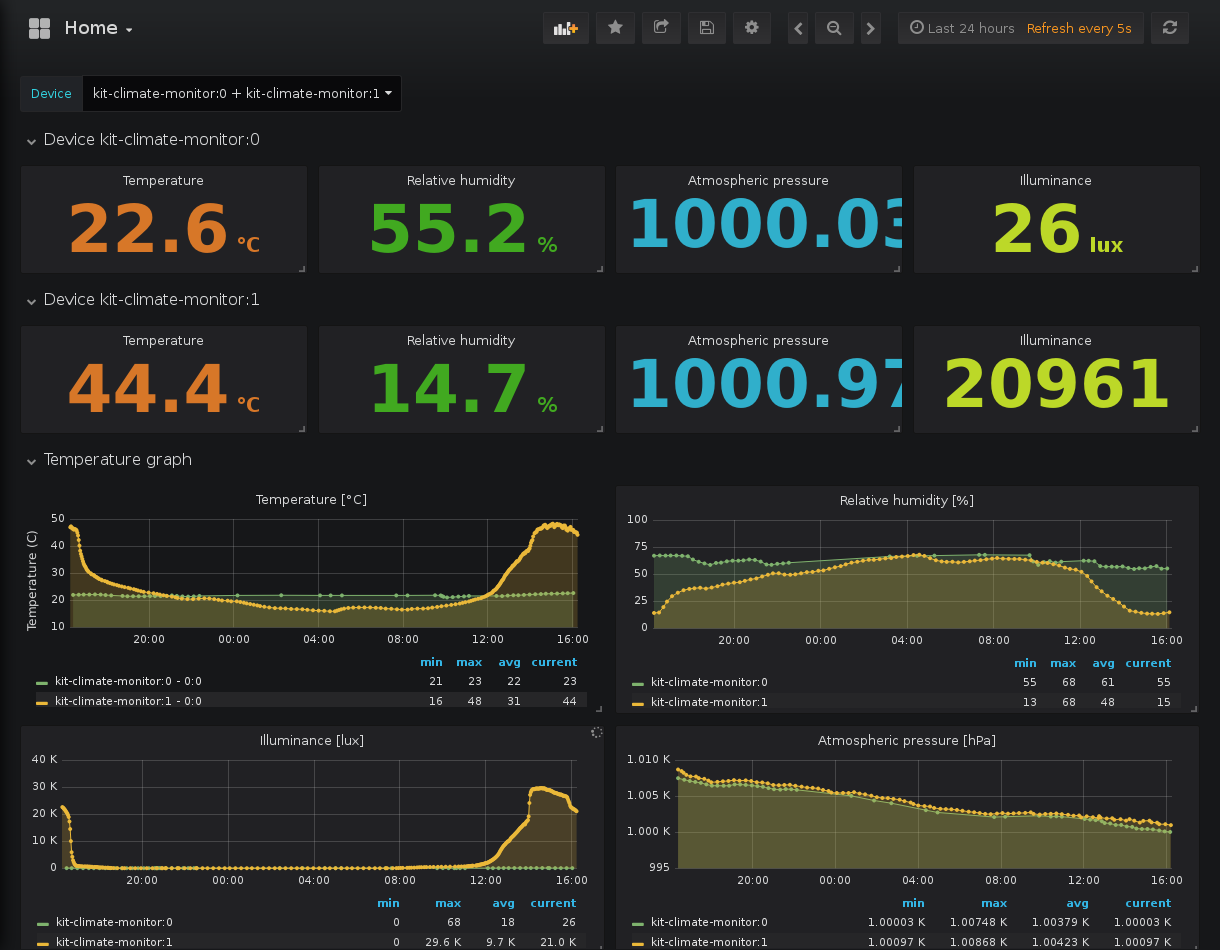 Home
Last 24 hours Refresh every 5s
Device kit-climate-monitor:0 + kit-climate-monitor:1
Device kit-climate-monitor:0
Temperature Relative humidity Atmospheric pressure Illuminance
22.6 °C 55.2 % 1000.03 26 lux
Device kit-climate-monitor:1
Temperature Relative humidity Atmospheric pressure Illuminance
44.4 °C 14.7 % 1000.97 20961
Temperature graph
Temperature [°C]
Temperature (C)
50
40
30
20
10
20:00 00:00 04:00 08:00 12:00 16:00
min max avg current
kit-climate-monitor:0 - 0:0 21 23 22 23
kit-climate-monitor:1 - 0:0 16 48 31 44
Relative humidity [%]
100
75
50
25
0
20:00 00:00 04:00 08:00 12:00 16:00
min max avg current
kit-climate-monitor:0 55 68 61 55
kit-climate-monitor:1 13 68 48 15
Illuminance [lux]
40 K
30 K
20 K
10 K
0
20:00 00:00 04:00 08:00 12:00 16:00
min max avg current
kit-climate-monitor:0 0 68 18 26
kit-climate-monitor:1 0 29.6 K 9.7 K 21.0 K
Atmospheric pressure [hPa]
1.010 K
1.005 K
1.000 K
995
20:00 00:00 04:00 08:00 12:00 16:00
min max avg current
kit-climate-monitor:0 1.00003 K 1.00748 K 1.00379 K 1.00003 K
kit-climate-monitor:1 1.00097 K 1.00868 K 1.00423 K 1.00097 K